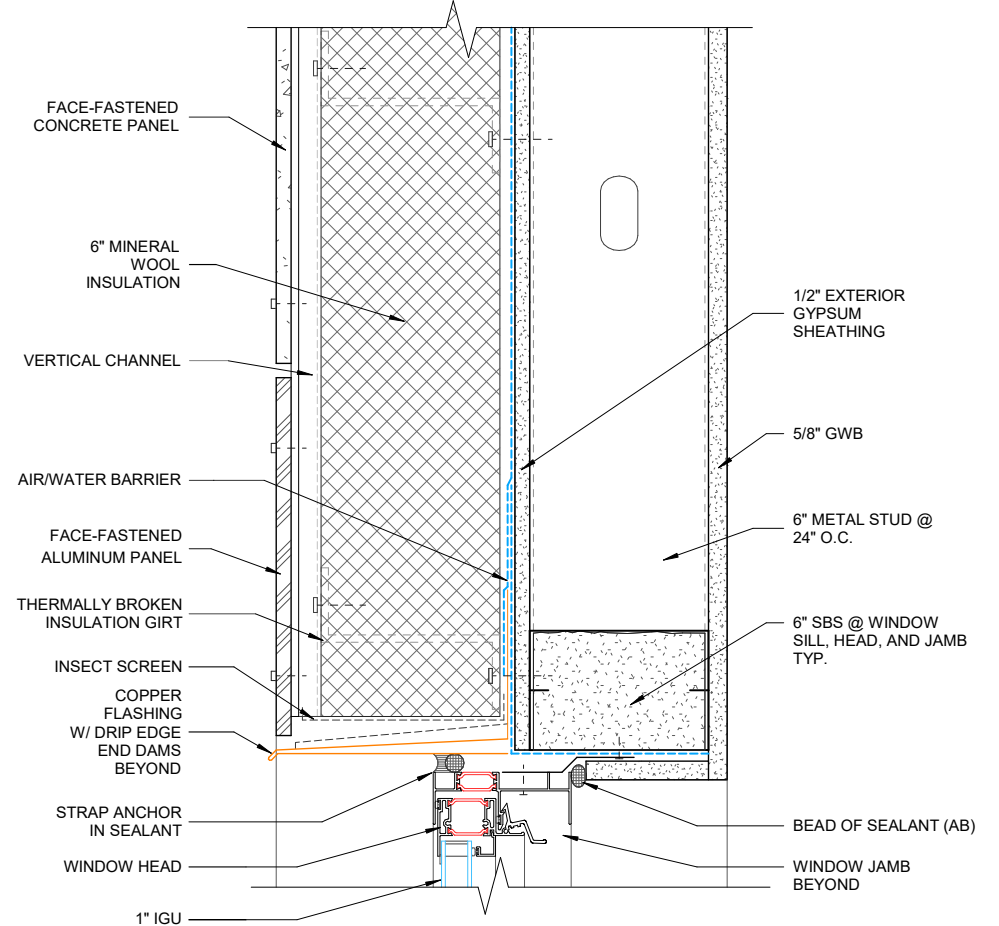 FACE-FASTENED
CONCRETE PANEL
6" MINERAL
WOOL
INSULATION
VERTICAL CHANNEL
AIR/WATER BARRIER
FACE-FASTENED
ALUMINUM PANEL
THERMALLY BROKEN
INSULATION GIRT
INSECT SCREEN
COPPER
FLASHING
W/ DRIP EDGE
END DAMS
BEYOND
STRAP ANCHOR
IN SEALANT
WINDOW HEAD
1" IGU
1/2" EXTERIOR
GYPSUM
SHEATHING
5/8" GWB
6" METAL STUD @
24" O.C.
6" SBS @ WINDOW
SILL, HEAD, AND JAMB
TYP.
BEAD OF SEALANT (AB)
WINDOW JAMB
BEYOND